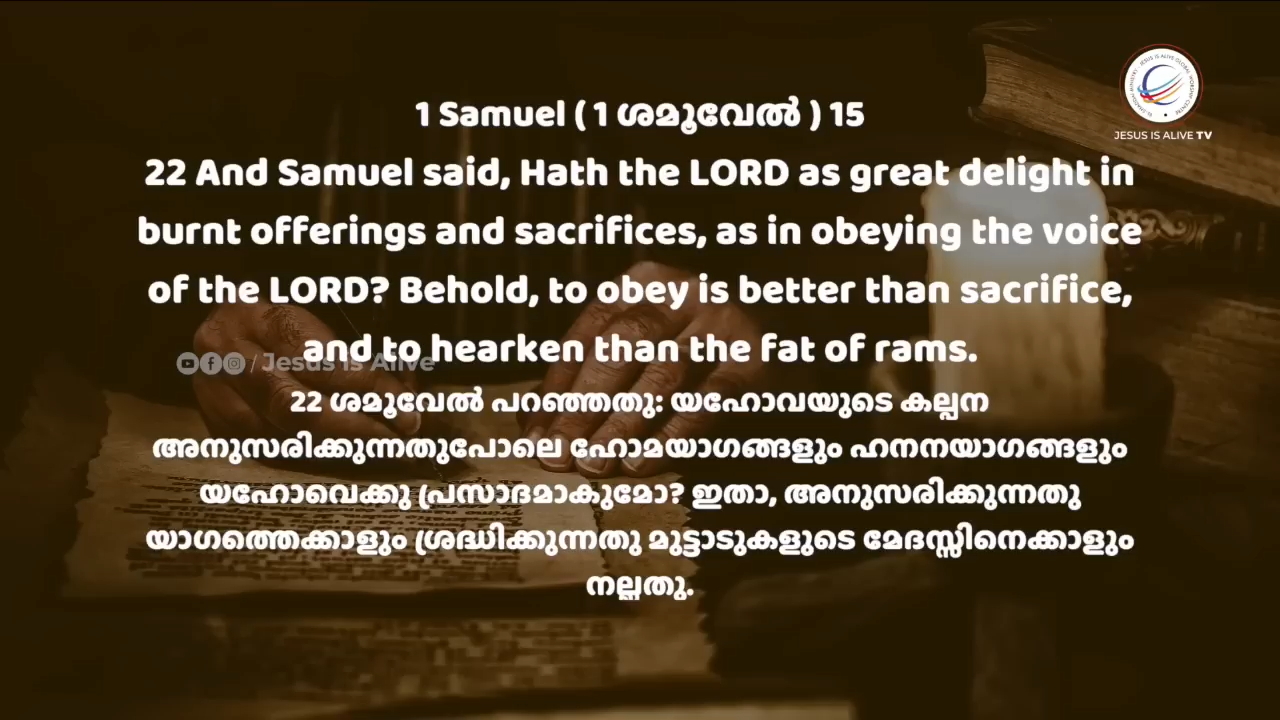 JESUS IS ALIVE TV
1 Samuel ( 1 ശമൂവേൽ ) 15
22 And Samuel said, Hath the LORD as great delight in
burnt offerings and sacrifices, as in obeying the voice
of the LORD? Behold, to obey is better than sacrifice,
and to hearken than the fat of rams.
/ Jesus is Alive
22 ശമൂവേൽ പറഞ്ഞതു: യഹോവയുടെ കല്പന
അനുസരിക്കുന്നതുപോലെ ഹോമയാഗങ്ങളും ഹനനയാഗങ്ങളും
യഹോവെക്കു പ്രസാദമാകുമോ? ഇതാ, അനുസരിക്കുന്നതു
യാഗത്തെക്കാളും ശ്രദ്ധിക്കുന്നതു മുട്ടാടുകളുടെ മേദസ്സിനെക്കാളും
നല്ലതു.